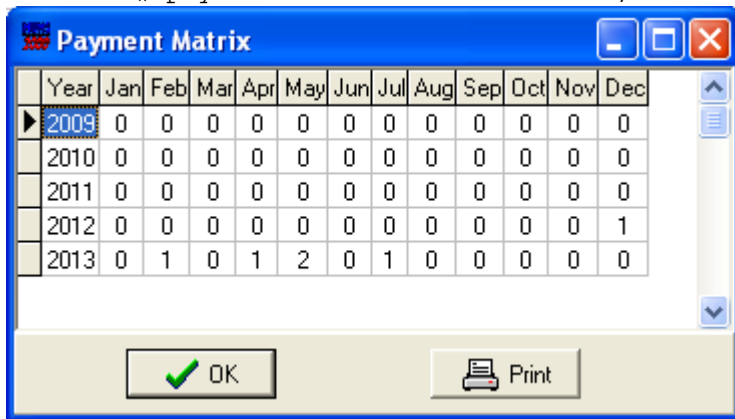 Payment Matrix
Year Jan Feb Mar Apr May Jun Jul Aug Sep Oct Nov Dec
2009 0 0 0 0 0 0 0 0 0 0 0 0
2010 0 0 0 0 0 0 0 0 0 0 0 0
2011 0 0 0 0 0 0 0 0 0 0 0 0
2012 0 0 0 0 0 0 0 0 0 0 0 1
2013 0 1 0 1 2 0 1 0 0 0 0 0
OK Print